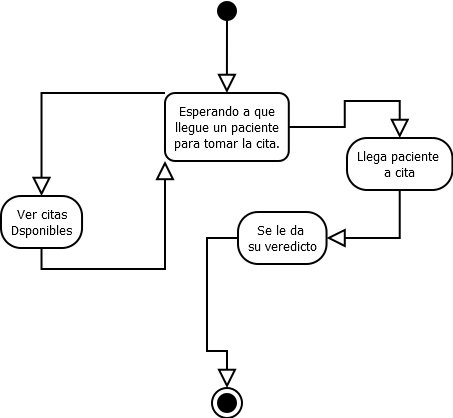 Esperando a que
llegue un paciente
para tomar la cita.
Llega paciente
a cita
Ver citas
Dsponibles
Se le da
su veredicto